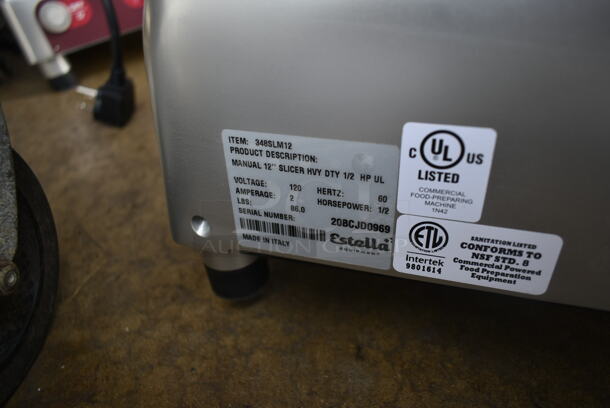 ITEM: 348SLM12
PRODUCT DESCRIPTION:
MANUAL 12" SLICER HVY DTY 1/2 HP UL
VOLTAGE: 120 HERTZ: 60
AMPERAGE: 2 HORSEPOWER: 1/2
LBS: 86.0
SERIAL NUMBER: 20BCJD0969
MADE IN ITALY
Estella
EQUIPMENT
C UL US
LISTED
COMMERCIAL
FOOD-PREPARING
MACHINE
1N42
ETL
Intertek
9801614
SANITATION LISTED
CONFORMS TO
NSF STD. 8
Commercial Powered
Food Preparation
Equipment